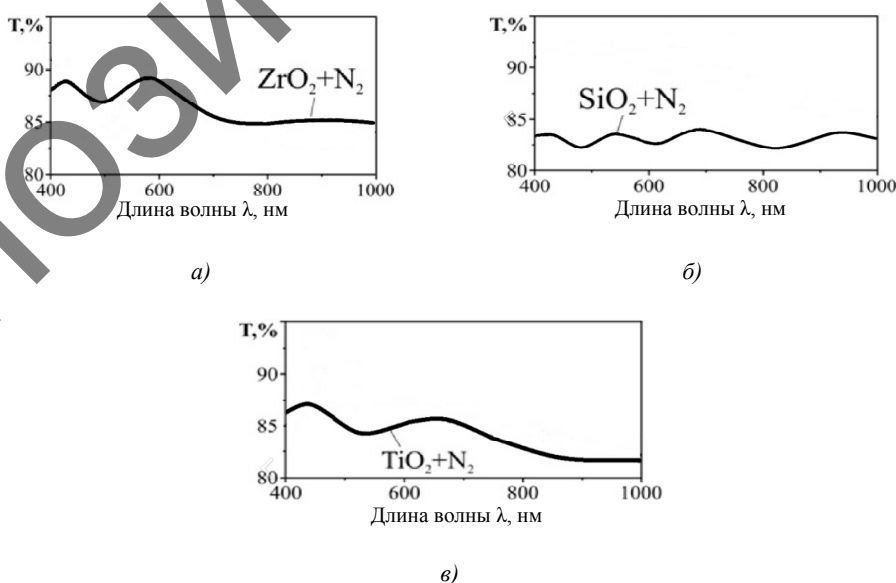 T,%
90
85
80
ZrO₂+N₂
400 600 800 1000
Длина волны λ, нм
а)
T,%
90
85
80
SiO₂+N₂
400 600 800 1000
Длина волны λ, нм
б)
T,%
90
85
80
TiO₂+N₂
400 600 800 1000
Длина волны λ, нм
в)